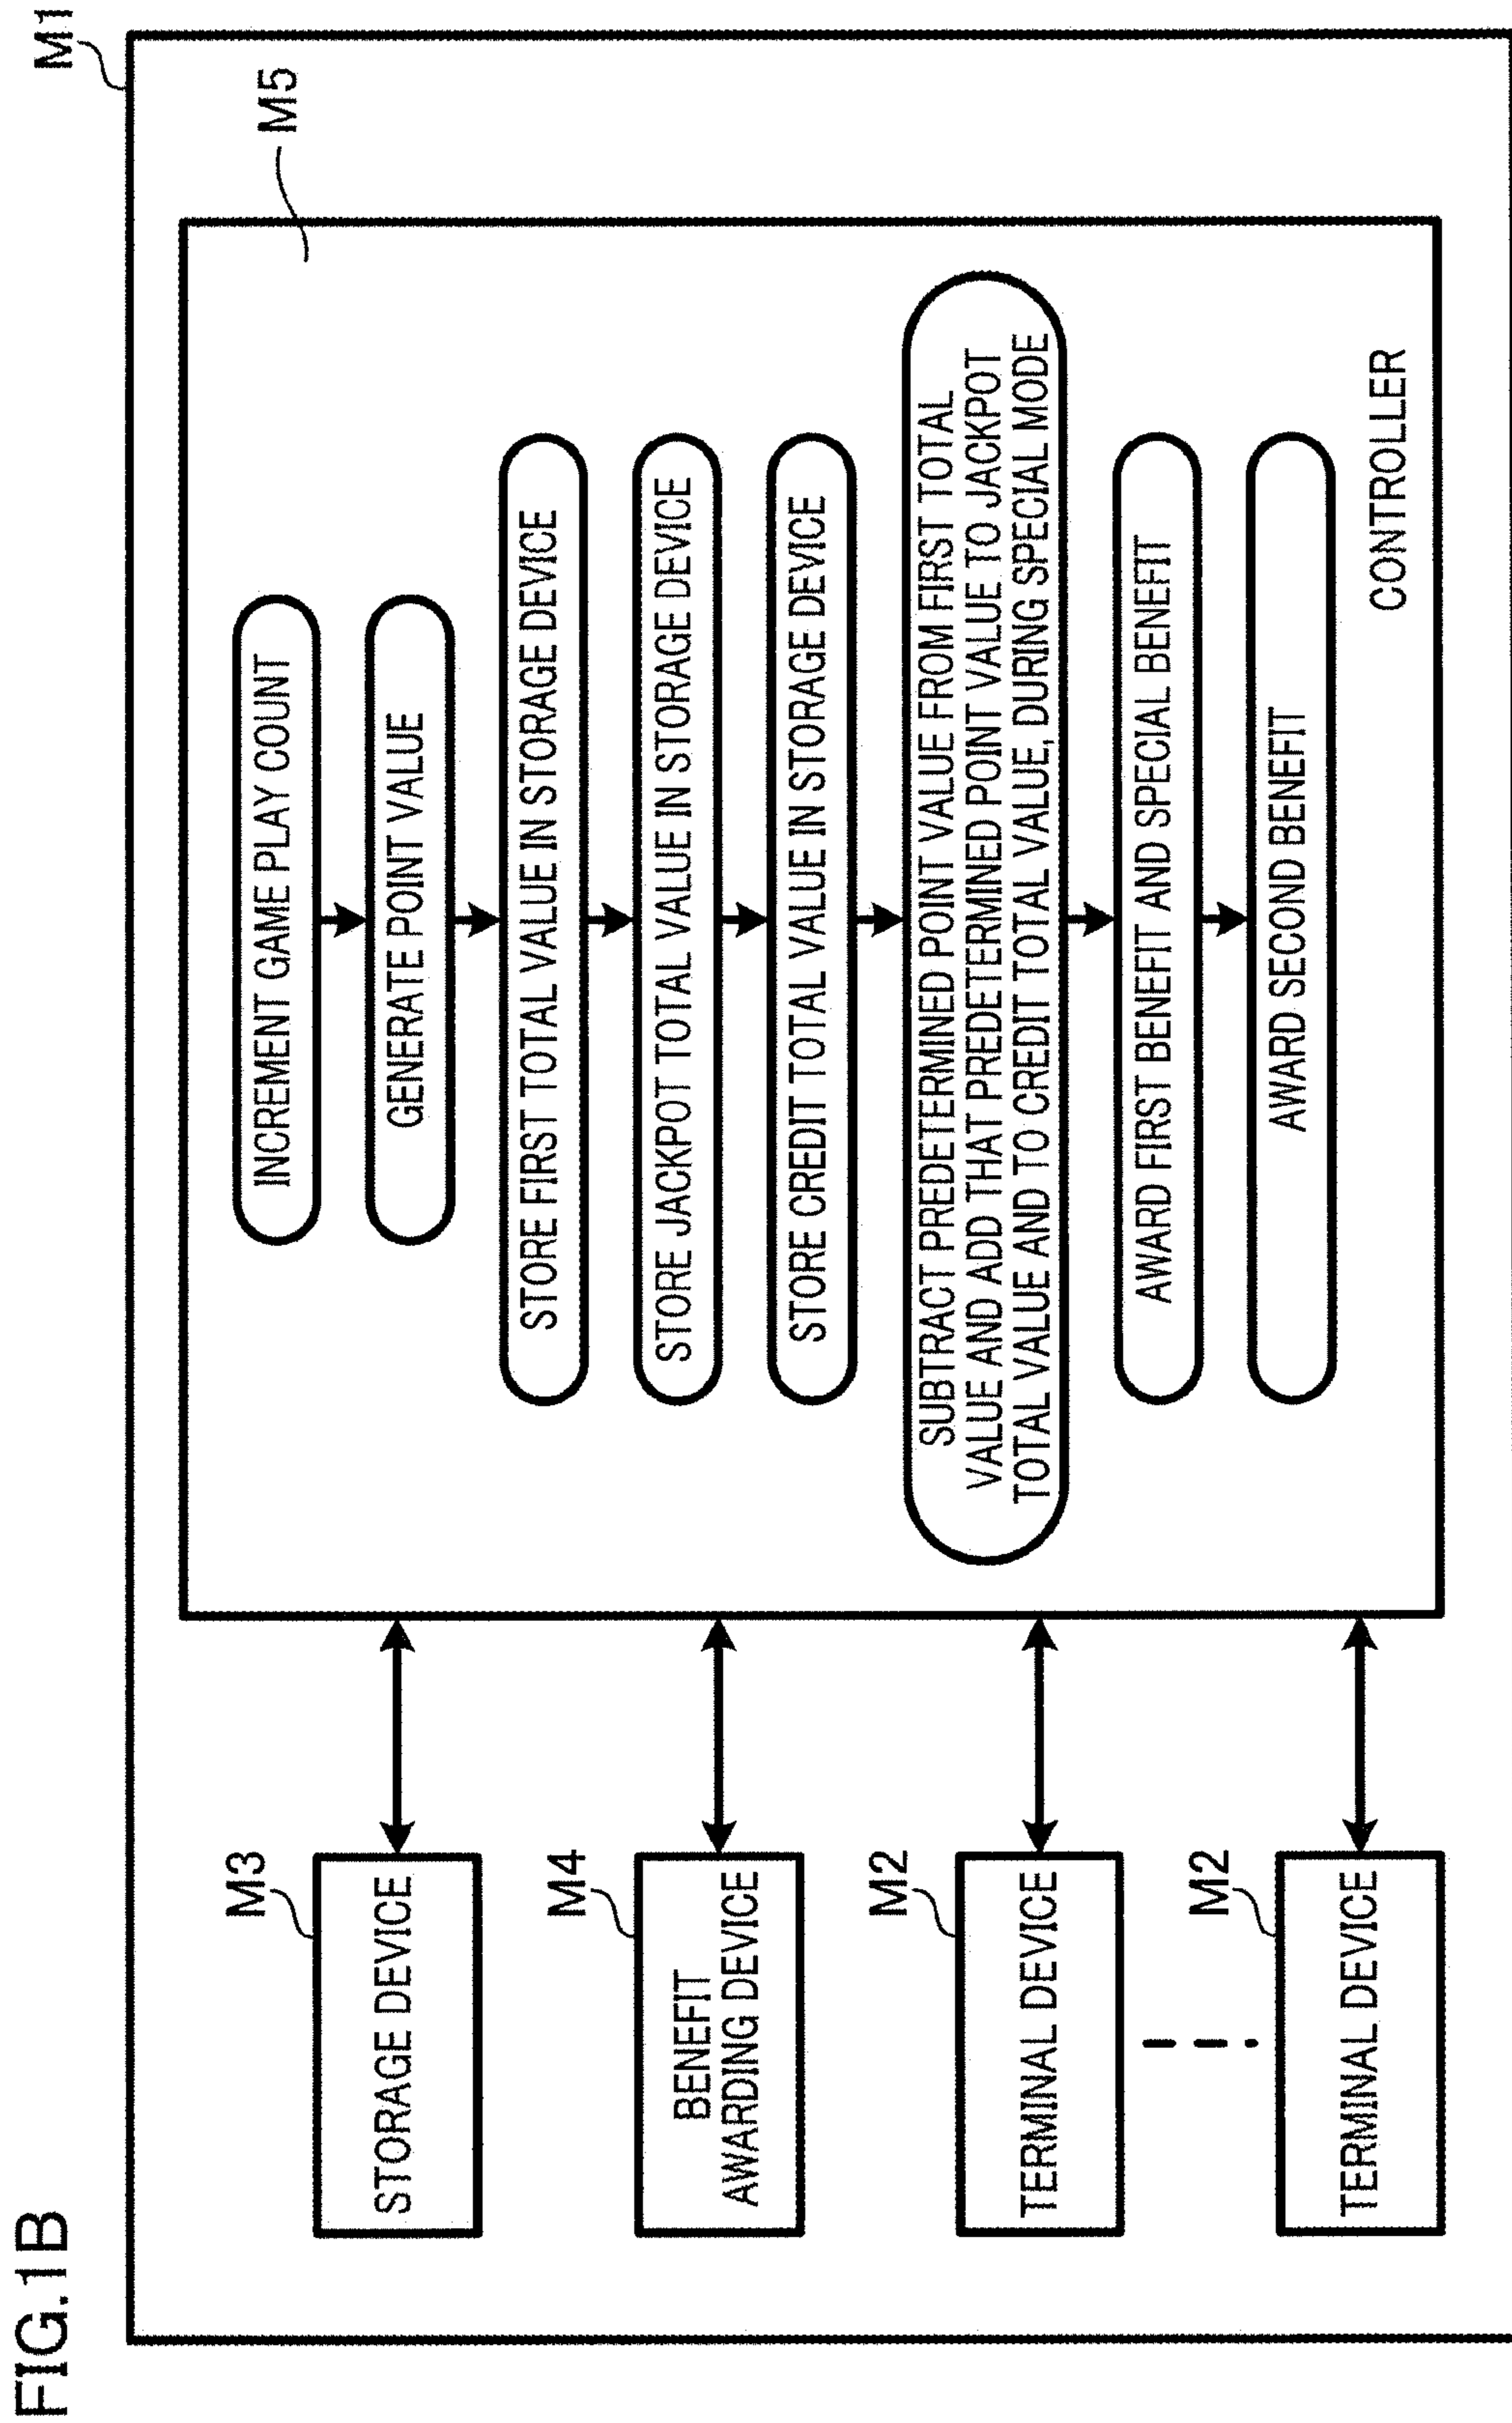 FIG.1B
M1
M3
STORAGE DEVICE
M4
BENEFIT
AWARDING DEVICE
M2
TERMINAL DEVICE
M2
TERMINAL DEVICE
M5
INCREMENT GAME PLAY COUNT
GENERATE POINT VALUE
STORE FIRST TOTAL VALUE IN STORAGE DEVICE
STORE JACKPOT TOTAL VALUE IN STORAGE DEVICE
STORE CREDIT TOTAL VALUE IN STORAGE DEVICE
SUBTRACT PREDETERMINED POINT VALUE FROM FIRST TOTAL
VALUE AND ADD THAT PREDETERMINED POINT VALUE TO JACKPOT
TOTAL VALUE AND TO CREDIT TOTAL VALUE, DURING SPECIAL MODE
AWARD FIRST BENEFIT AND SPECIAL BENEFIT
AWARD SECOND BENEFIT
CONTROLLER